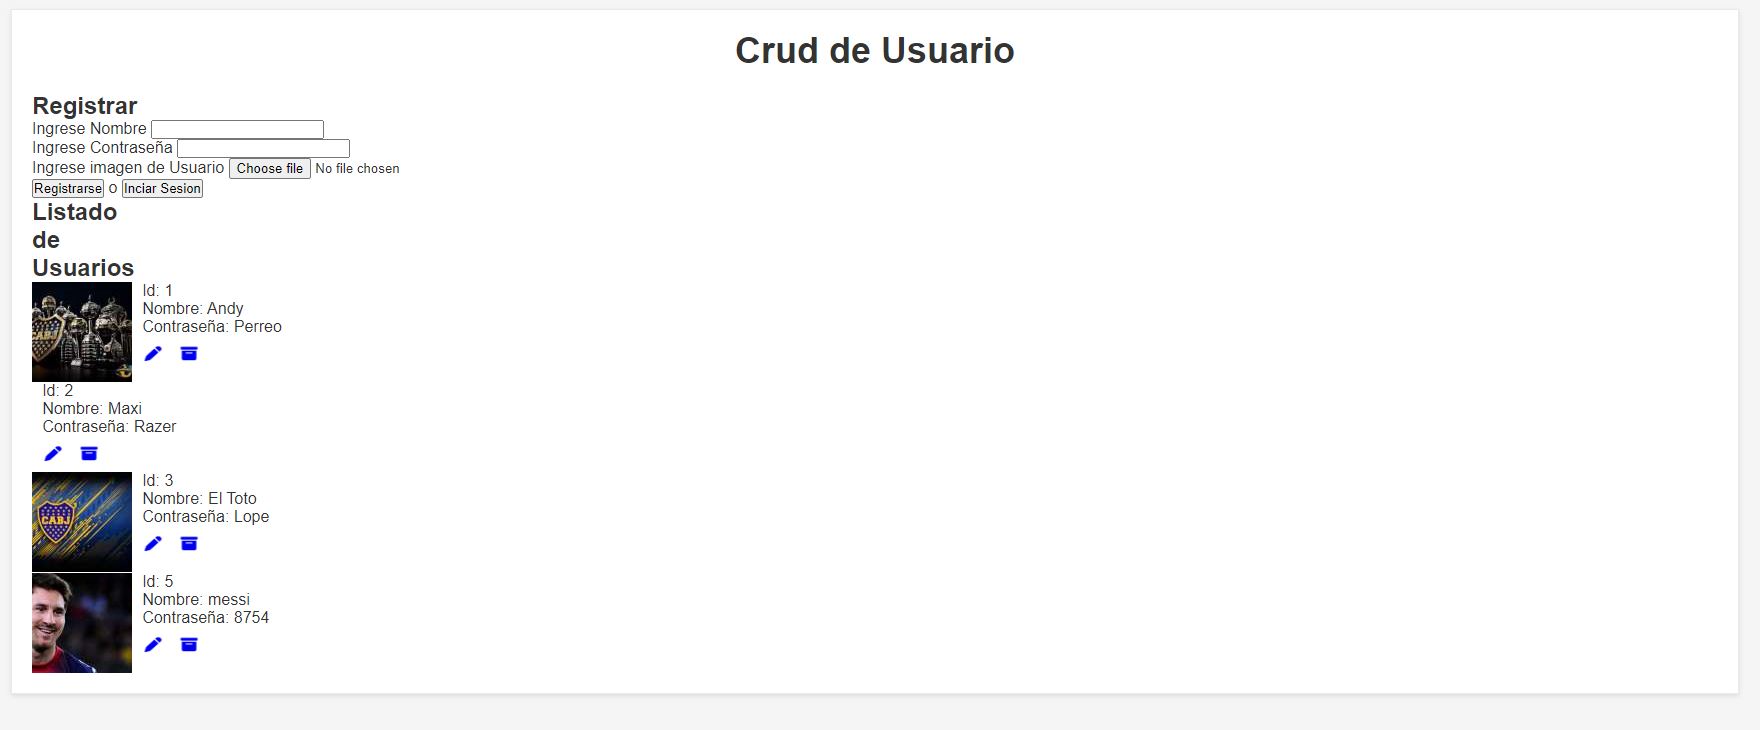 Crud de Usuario
Registrar
Ingrese Nombre
Ingrese Contraseña
Ingrese imagen de Usuario Choose file No file chosen
Registrarse o Inciar Sesion
Listado
de
Usuarios
Id: 1
Nombre: Andy
Contraseña: Perreo
CABJ
Id: 2
Nombre: Maxi
Contraseña: Razer
Id: 3
Nombre: El Toto
Contraseña: Lope
CABJ
Id: 5
Nombre: messi
Contraseña: 8754